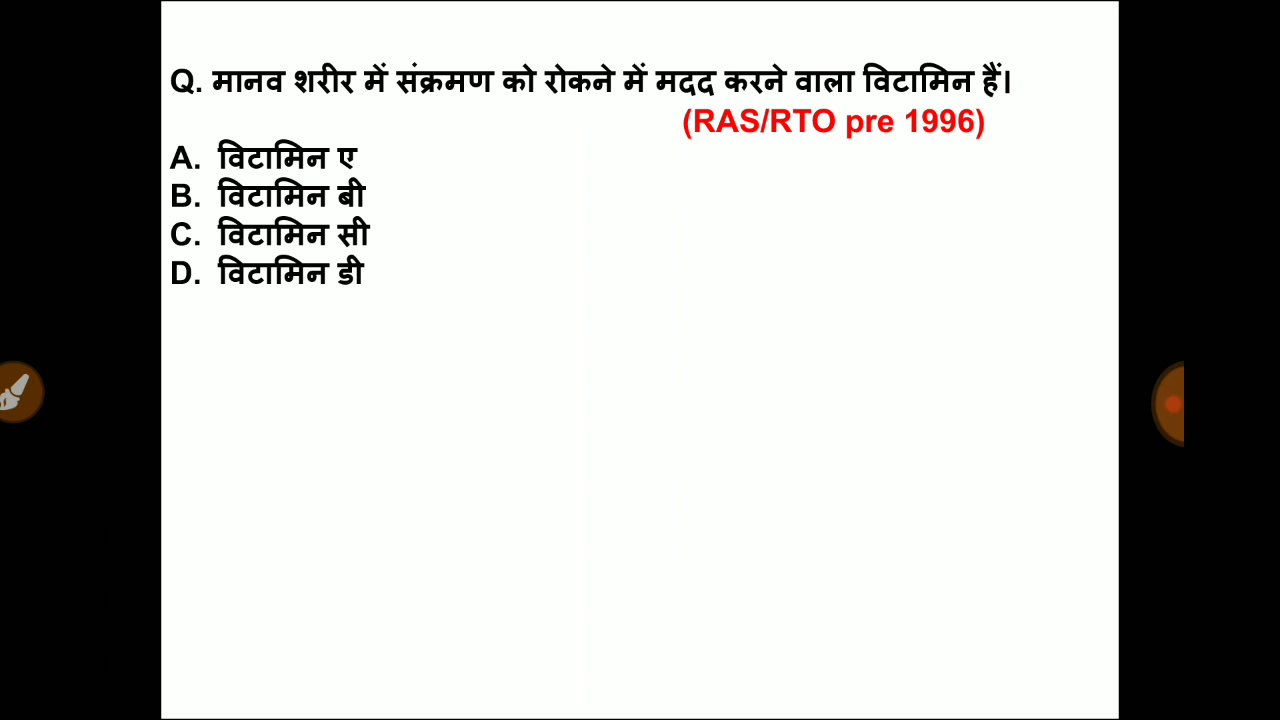 Q. मानव शरीर में संक्रमण को रोकने में मदद करने वाला विटामिन हैं।
(RAS/RTO pre 1996)
A. विटामिन ए
B. विटामिन बी
C. विटामिन सी
D. विटामिन डी